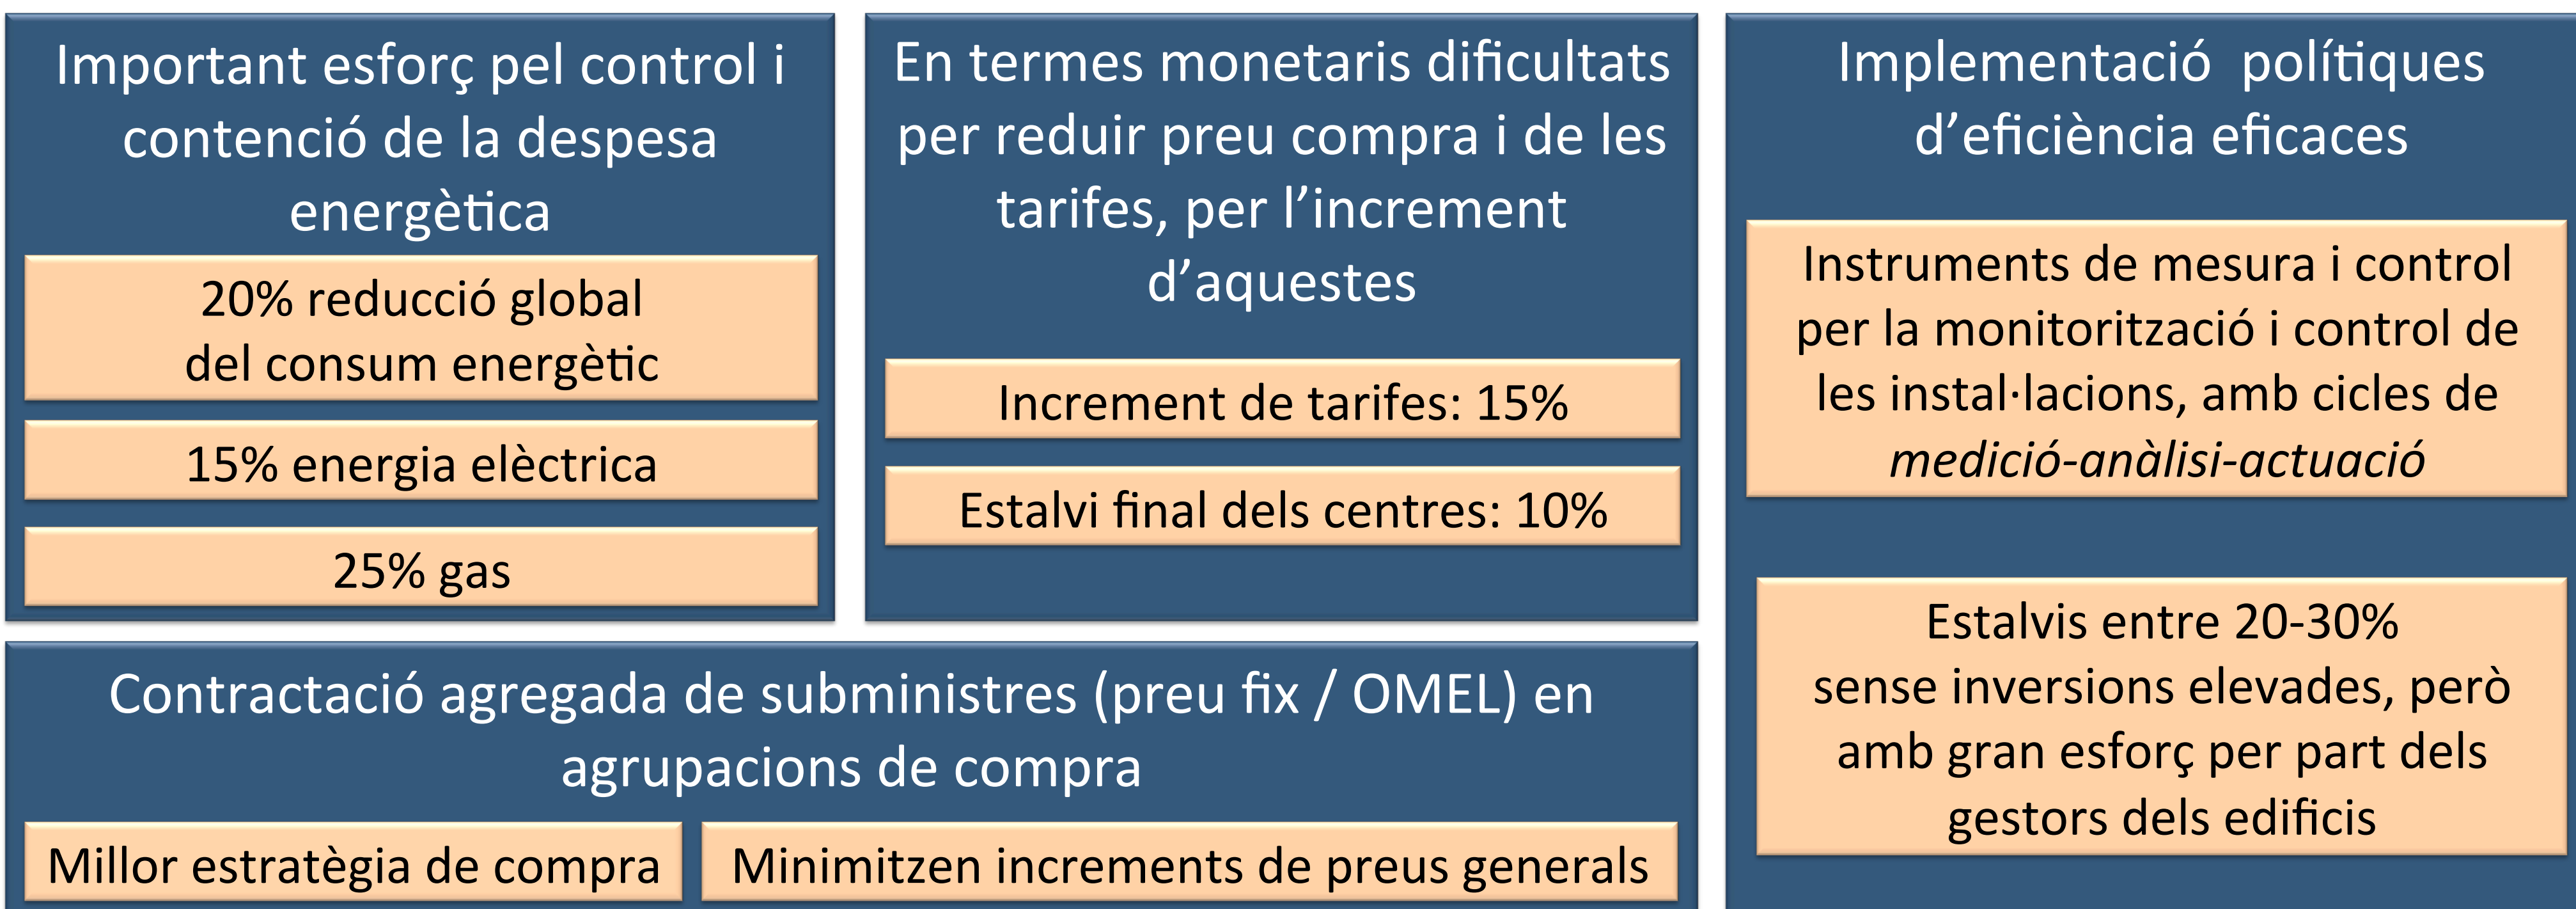 Important esforç pel control i
contenció de la despesa
energètica
20% reducció global
del consum energètic
15% energia elèctrica
25% gas
En termes monetaris dificultats
per reduir preu compra i de les
tarifes, per l’increment
d’aquestes
Increment de tarifes: 15%
Estalvi final dels centres: 10%
Implementació polítiques
d’eficiència eficaces
Instruments de mesura i control
per la monitorització i control de
les instal·lacions, amb cicles de
medició-anàlisi-actuació
Estalvis entre 20-30%
sense inversions elevades, però
amb gran esforç per part dels
gestors dels edificis
Contractació agregada de subministres (preu fix / OMEL) en
agrupacions de compra
Millor estratègia de compra
Minimitzen increments de preus generals